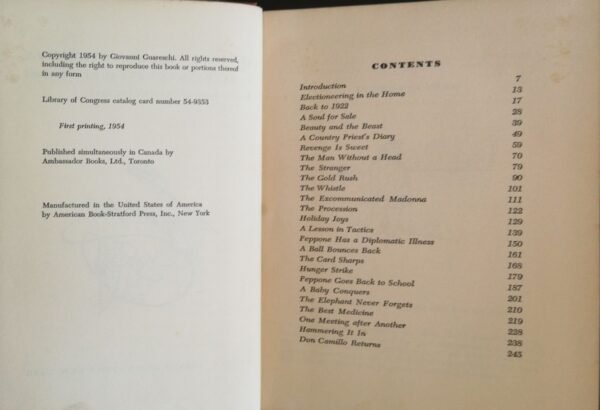 Copyright 1954 by Giovanni Guareschi. All rights reserved,
including the right to reproduce this book or portions thereof
in any form
Library of Congress catalog card number 54-9353
First printing, 1954
Published simultaneously in Canada by
Ambassador Books, Ltd., Toronto
Manufactured in the United States of America
by American Book-Stratford Press, Inc., New York
CONTENTS
Introduction 7
Electioneering in the Home 13
Back to 1922 17
A Soul for Sale 28
Beauty and the Beast 39
A Country Priest's Diary 49
Revenge Is Sweet 59
The Man Without a Head 70
The Stranger 79
The Gold Rush 90
The Whistle 101
The Excommunicated Madonna 111
The Procession 122
Holiday Joys 129
A Lesson in Tactics 139
Peppone Has a Diplomatic Illness 150
A Ball Bounces Back 161
The Card Sharps 168
Hunger Strike 179
Peppone Goes Back to School 187
A Baby Conquers 201
The Elephant Never Forgets 210
The Best Medicine 219
One Meeting after Another 228
Hammering It In 238
Don Camillo Returns 245